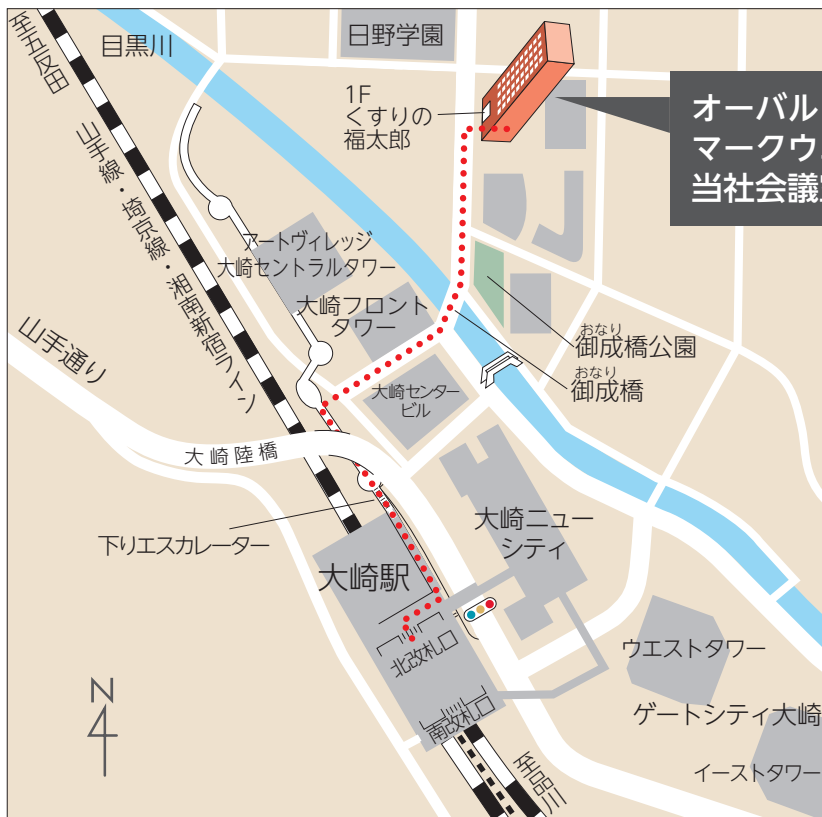 至五反田
目黒川
日野学園
1F
くすりの
福太郎
オーバル
マークウ
当社会議
山手線・埼京線・湘南新宿ライン
アートヴィレッジ
大崎セントラルタワー
大崎フロント
タワー
山手通り
おなり
御成橋公園
おなり
御成橋
大崎センター
ビル
大崎陸橋
大崎ニュー
シティ
下りエスカレーター
大崎駅
北改札口
ウエストタワー
南改札口
ゲートシティ大崎
イーストタワー
至品川
N